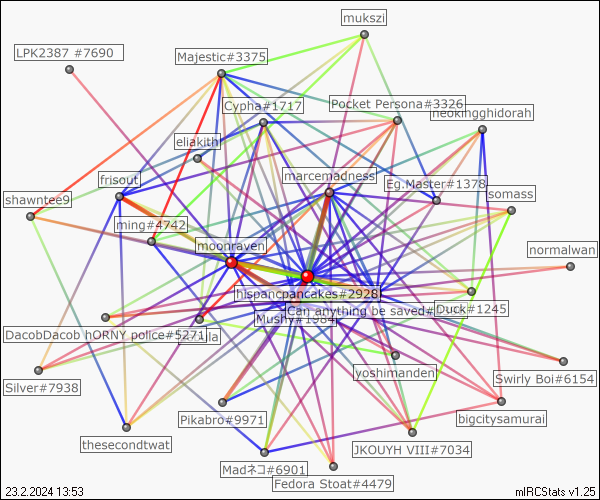 mukszi
LPK2387 #7690
Majestic#3375
Cypha#1717
Pocket Persona#3326
neokingghidorah
eliakith
marcemadness
Eg.Master#1378
frisout
somass
shawntee9
ming#4742
moonraven
normalwan
hispancpancakes#2928
Can anything be saved#
Duck#1245
Mushy#1984
DacobDacob hORNY police#5271
yoshimanden
Silver#7938
Swirly Boi#6154
Pikabro#9971
bigcitysamurai
thesecondtwat
JKOUYH VIII#7034
Madネコ#6901
Fedora Stoat#4479
23.2.2024 13:53
mIRCStats v1.25